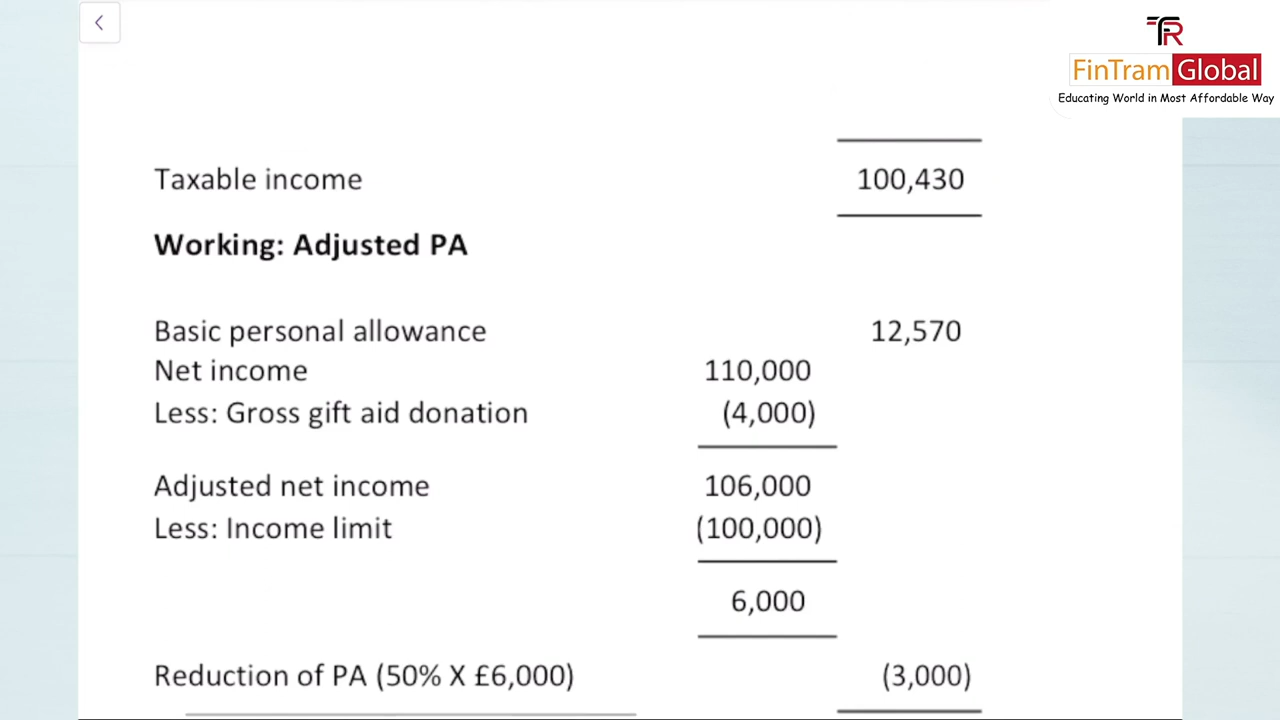 TR
FinTram Global
Educating World in Most Affordable Way
Taxable income 100,430
Working: Adjusted PA
Basic personal allowance 12,570
Net income 110,000
Less: Gross gift aid donation (4,000)
Adjusted net income 106,000
Less: Income limit (100,000)
6,000
Reduction of PA (50% X £6,000) (3,000)